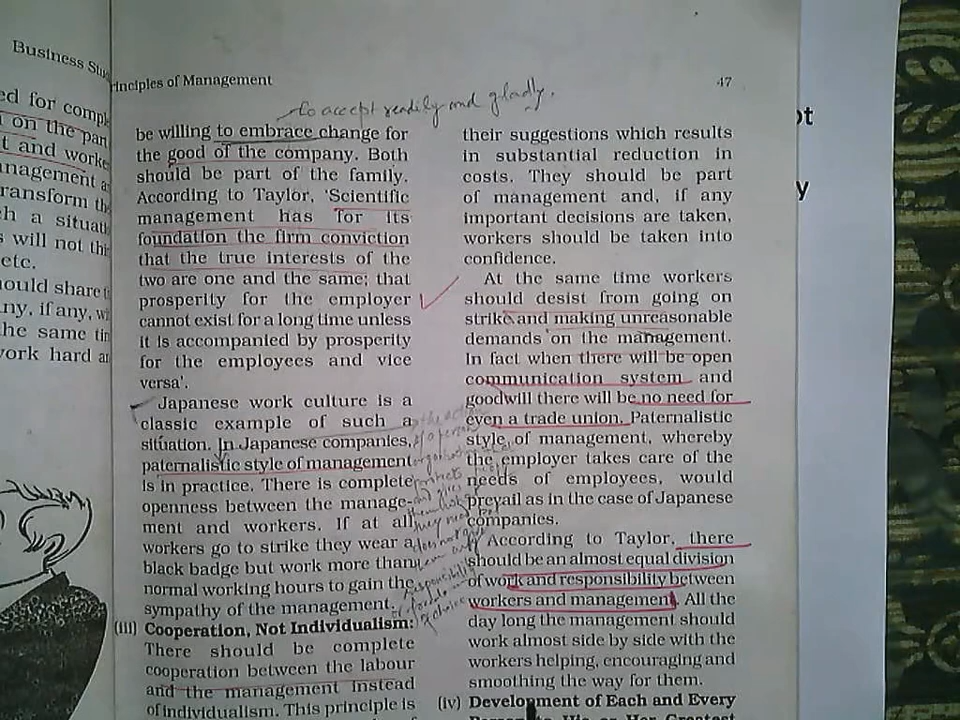 Business Stu
ed for compl
on the par
t and worke
nagement a
ransform th
h a situati
s will not thi
etc.
ould share t
ny, if any, wi
he same tim
work hard an
inciples of Management
47
to accept readily and gladly.
be willing to embrace change for
the good of the company. Both
should be part of the family.
According to Taylor, 'Scientific
management has for its
foundation the firm conviction
that the true interests of the
two are one and the same; that
prosperity for the employer
cannot exist for a long time unless
it is accompanied by prosperity
for the employees and vice
versa'.
Japanese work culture is a
classic example of such a
situation. In Japanese companies,
paternalistic style of management
is in practice. There is complete
openness between the manage-
ment and workers. If at all
workers go to strike they wear a
black badge but work more than
normal working hours to gain the
sympathy of the management.
(iii) Cooperation, Not Individualism:
There should be complete
cooperation between the labour
and the management instead
of individualism. This principle is
their suggestions which results
in substantial reduction in
costs. They should be part
of management and, if any
important decisions are taken,
workers should be taken into
confidence.
At the same time workers
should desist from going on
strike and making unreasonable
demands on the management.
In fact when there will be open
communication system and
goodwill there will be no need for
even a trade union. Paternalistic
style of management, whereby
the employer takes care of the
needs of employees, would
prevail as in the case of Japanese
companies.
According to Taylor, there
should be an almost equal division
of work and responsibility between
workers and management. All the
day long the management should
work almost side by side with the
workers helping, encouraging and
smoothing the way for them.
(iv) Development of Each and Every
Greatest